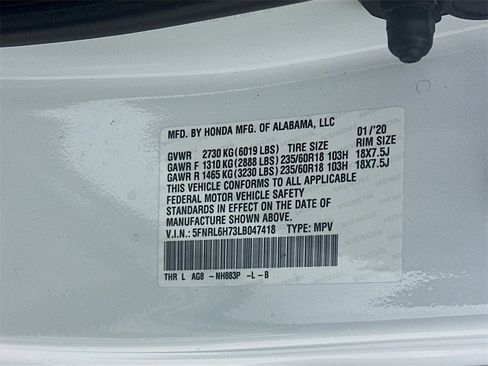 MFD. BY HONDA MFG. OF ALABAMA, LLC 01/'20
GVWR 2730 KG(6019 LBS) TIRE SIZE RIM SIZE
GAWR F 1310 KG(2888 LBS)235/60R18 103H 18X7.5J
GAWR R 1465 KG(3230 LBS)235/60R18 103H 18X7.5J
THIS VEHICLE CONFORMS TO ALL APPLICABLE
FEDERAL MOTOR VEHICLE SAFETY
STANDARDS IN EFFECT ON THE DATE OF
MANUFACTURE SHOWN ABOVE.
V.I.N.: 5FNRL6H73LB047418 TYPE: MPV
THR L AG8 -NH883P -L-B